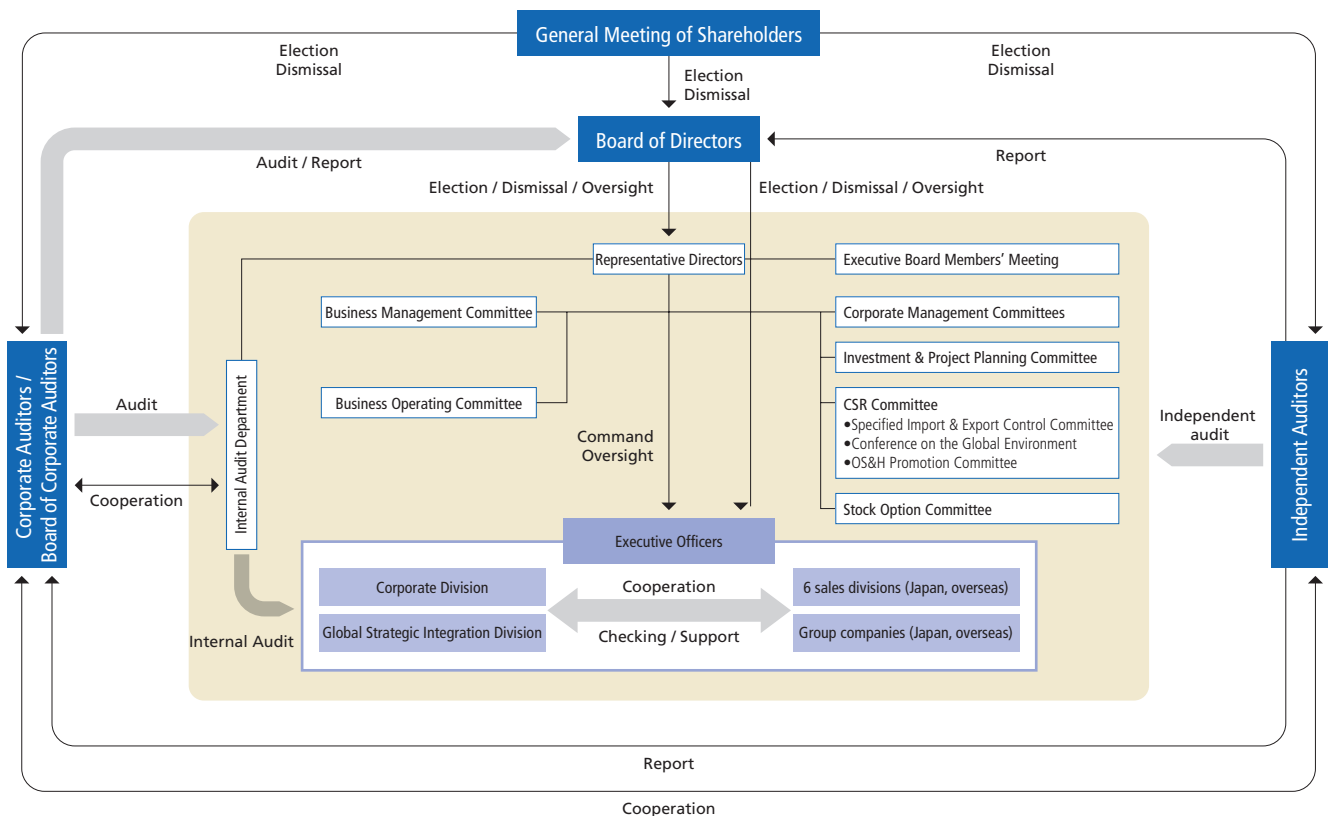 General Meeting of Shareholders
Election
Dismissal
Election
Dismissal
Election
Dismissal
Board of Directors
Audit / Report
Report
Election / Dismissal / Oversight
Election / Dismissal / Oversight
Representative Directors
Executive Board Members’ Meeting
Business Management Committee
Corporate Management Committees
Investment & Project Planning Committee
Business Operating Committee
CSR Committee
•Specified Import & Export Control Committee
•Conference on the Global Environment
•OS&H Promotion Committee
Stock Option Committee
Corporate Auditors /
Board of Corporate Auditors
Audit
Cooperation
Internal Audit Department
Command
Oversight
Independent
audit
Independent Auditors
Executive Officers
Corporate Division
Global Strategic Integration Division
Cooperation
Checking / Support
6 sales divisions (Japan, overseas)
Group companies (Japan, overseas)
Internal Audit
Report
Cooperation